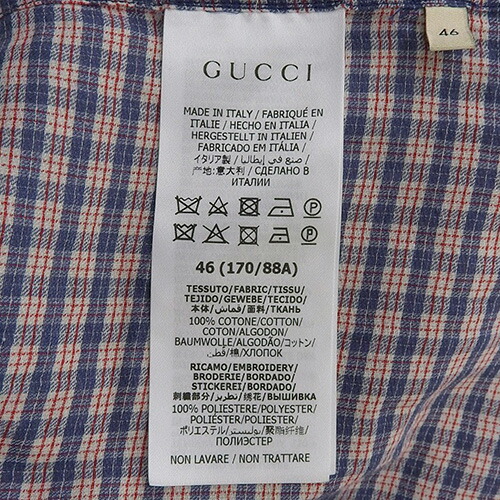 46
GUCCI
MADE IN ITALY / FABRIQUÉ EN
ITALIE / HECHO EN ITALIA /
HERGESTELLT IN ITALIEN /
FABRICADO EM ITÁLIA /
イタリア製 / صنع في إيطاليا /
产地:意大利 / СДЕЛАНО В
ИТАЛИИ
46 (170/88A)
TESSUTO/FABRIC/TISSU/
TEJIDO/GEWEBE/TECIDO/
本体/قماش/面料/ТКАНЬ
100% COTONE/COTTON/
COTON/ALGODON/
BAUMWOLLE/ALGODÃO/コットン/
قطن/棉/ХЛОПОК
RICAMO/EMBROIDERY/
BRODERIE/BORDADO/
STICKEREI/BORDADO/
刺繍部分/تطريز/绣花/ВЫШИВКА
100% POLIESTERE/POLYESTER/
POLYESTER/POLIÉSTER/
ポリエステル/بوليستر/聚酯纤维/
ПОЛИЭСТЕР
NON LAVARE / NON TRATTARE